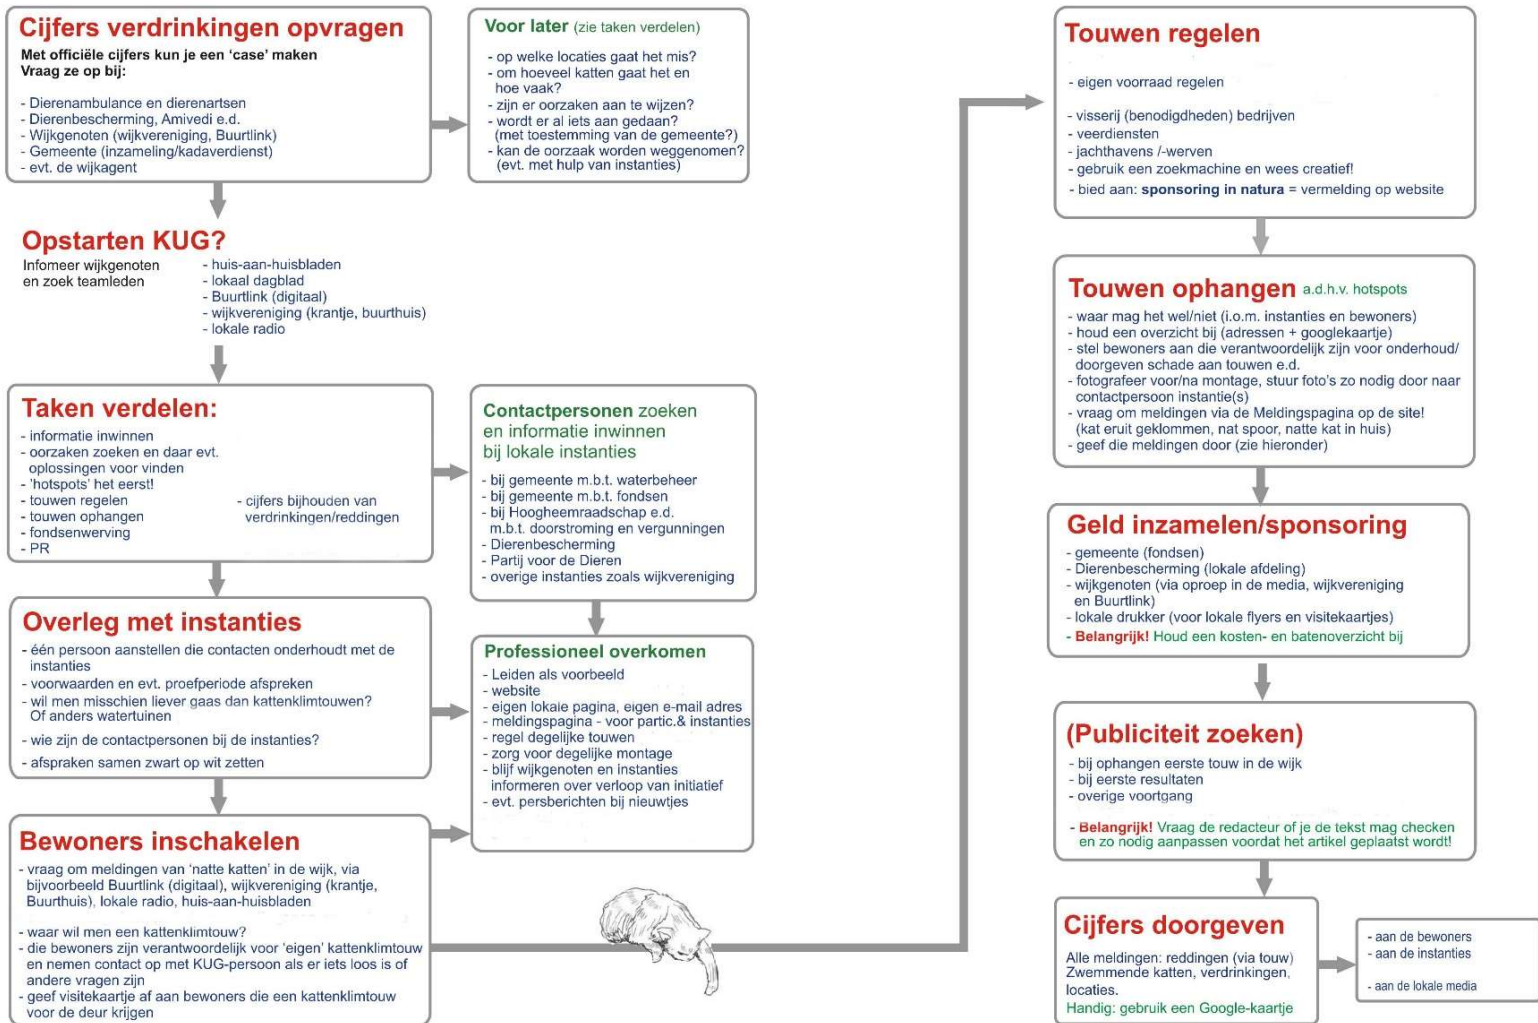 Cijfers verdrinkingen opvragen
Met officiële cijfers kun je een ‘case’ maken
Vraag ze op bij:
- Dierenambulance en dierenartsen
- Dierenbescherming, Amivedi e.d.
- Wijkgenoten (wijkvereniging, Buurtlink)
- Gemeente (inzameling/kadaverdienst)
- evt. de wijkagent
Voor later (zie taken verdelen)
- op welke locaties gaat het mis?
- om hoeveel katten gaat het en
hoe vaak?
- zijn er oorzaken aan te wijzen?
- wordt er al iets aan gedaan?
(met toestemming van de gemeente?)
- kan de oorzaak worden weggenomen?
(evt. met hulp van instanties)
Opstarten KUG?
Infomeer wijkgenoten
en zoek teamleden
- huis-aan-huisbladen
- lokaal dagblad
- Buurtlink (digitaal)
- wijkvereniging (krantje, buurthuis)
- lokale radio
Taken verdelen:
- informatie inwinnen
- oorzaken zoeken en daar evt.
oplossingen voor vinden
- 'hotspots' het eerst!
- touwen regelen
- touwen ophangen
- fondsenwerving
- PR
- cijfers bijhouden van
verdrinkingen/reddingen
Contactpersonen zoeken
en informatie inwinnen
bij lokale instanties
- bij gemeente m.b.t. waterbeheer
- bij gemeente m.b.t. fondsen
- bij Hoogheemraadschap e.d.
m.b.t. doorstroming en vergunningen
- Dierenbescherming
- Partij voor de Dieren
- overige instanties zoals wijkvereniging
Overleg met instanties
- één persoon aanstellen die contacten onderhoudt met de
instanties
- voorwaarden en evt. proefperiode afspreken
- wil men misschien liever gaas dan kattenklimtouwen?
Of anders watertuinen
- wie zijn de contactpersonen bij de instanties?
- afspraken samen zwart op wit zetten
Professioneel overkomen
- Leiden als voorbeeld
- website
- eigen lokale pagina, eigen e-mail adres
- meldingspagina - voor partic.& instanties
- regel degelijke touwen
- zorg voor degelijke montage
- blijf wijkgenoten en instanties
informeren over verloop van initiatief
- evt. persberichten bij nieuwtjes
Bewoners inschakelen
- vraag om meldingen van ‘natte katten’ in de wijk, via
bijvoorbeeld Buurtlink (digitaal), wijkvereniging (krantje,
Buurthuis), lokale radio, huis-aan-huisbladen
- waar wil men een kattenklimtouw?
- die bewoners zijn verantwoordelijk voor 'eigen' kattenklimtouw
en nemen contact op met KUG-persoon als er iets loos is of
andere vragen zijn
- geef visitekaartje af aan bewoners die een kattenklimtouw
voor de deur krijgen
Touwen regelen
- eigen voorraad regelen
- visserij (benodigdheden) bedrijven
- veerdiensten
- jachthavens /-werven
- gebruik een zoekmachine en wees creatief!
- bied aan: sponsoring in natura = vermelding op website
Touwen ophangen a.d.h.v. hotspots
- waar mag het wel/niet (i.o.m. instanties en bewoners)
- houd een overzicht bij (adressen + googlekaartje)
- stel bewoners aan die verantwoordelijk zijn voor onderhoud/
doorgeven schade aan touwen e.d.
- fotografeer voor/na montage, stuur foto’s zo nodig door naar
contactpersoon instantie(s)
- vraag om meldingen via de Meldingspagina op de site!
(kat eruit geklommen, nat spoor, natte kat in huis)
- geef die meldingen door (zie hieronder)
Geld inzamelen/sponsoring
- gemeente (fondsen)
- Dierenbescherming (lokale afdeling)
- wijkgenoten (via oproep in de media, wijkvereniging
en Buurtlink)
- lokale drukker (voor lokale flyers en visitekaartjes)
- Belangrijk! Houd een kosten- en batenoverzicht bij
(Publiciteit zoeken)
- bij ophangen eerste touw in de wijk
- bij eerste resultaten
- overige voortgang
- Belangrijk! Vraag de redacteur of je de tekst mag checken
en zo nodig aanpassen voordat het artikel geplaatst wordt!
Cijfers doorgeven
Alle meldingen: reddingen (via touw)
Zwemmende katten, verdrinkingen,
locaties.
Handig: gebruik een Google-kaartje
- aan de bewoners
- aan de instanties
- aan de lokale media